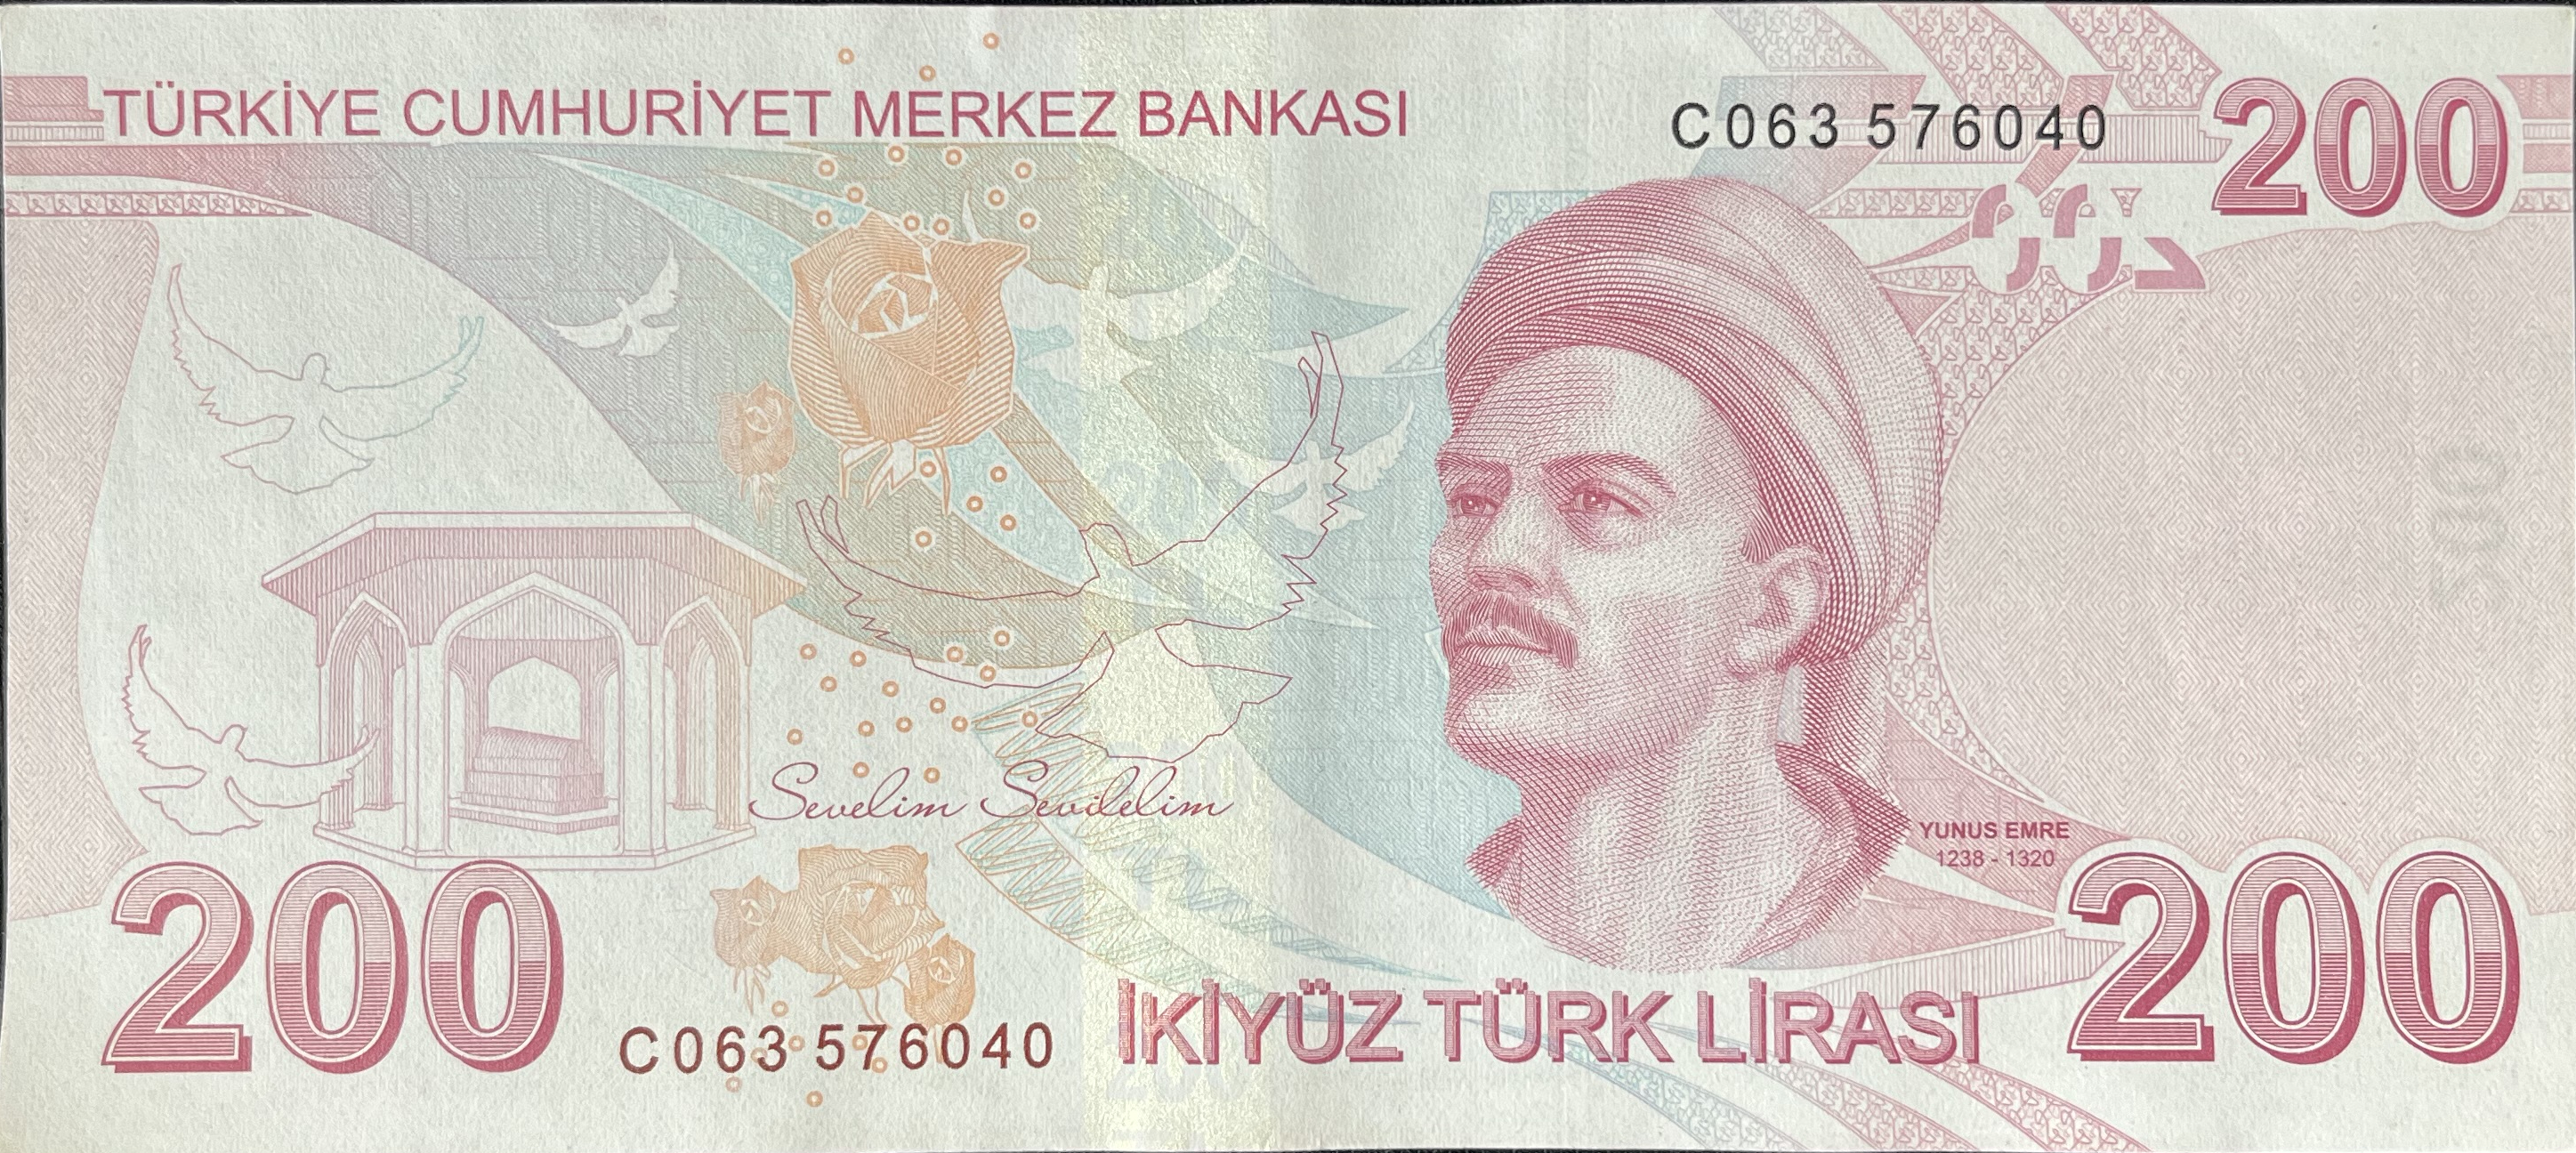 TÜRKİYE CUMHURİYET MERKEZ BANKASI
C063 576040
200
Sevelim Sevilelim
YUNUS EMRE
1238 - 1320
200
C063 576040
İKİYÜZ TÜRK LİRASI
200